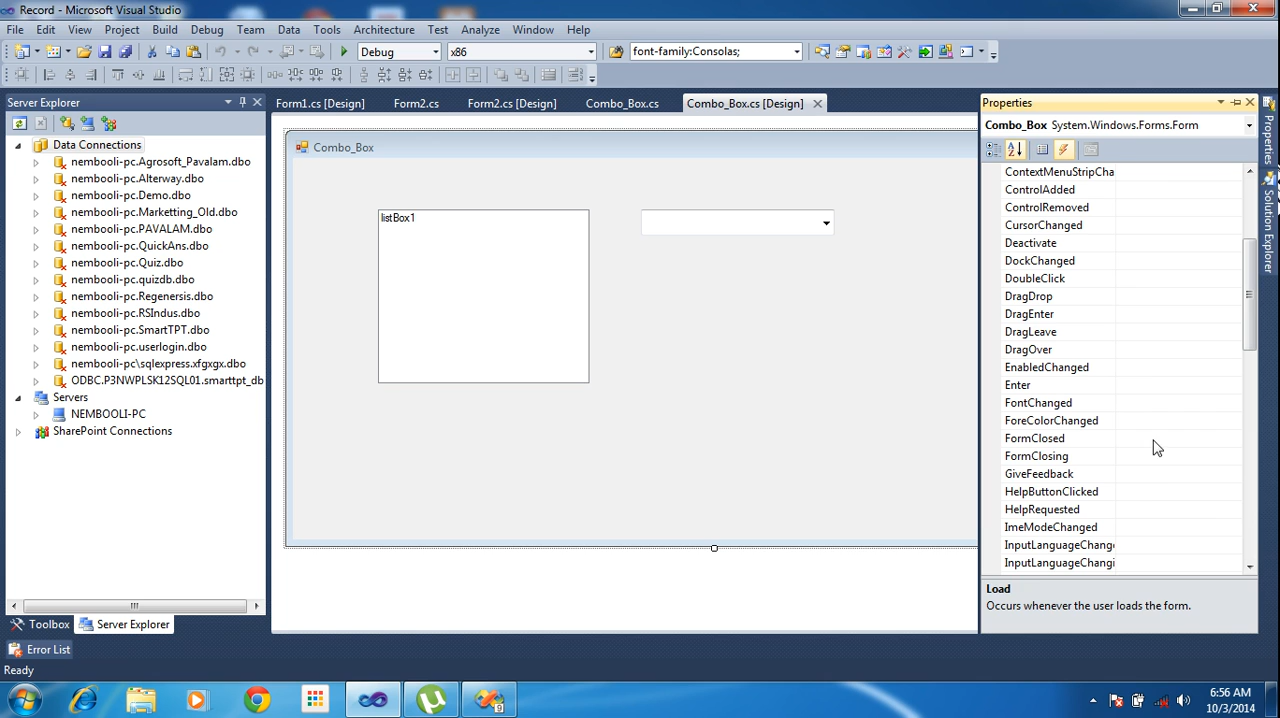 Record - Microsoft Visual Studio
File Edit View Project Build Debug Team Data Tools Architecture Test Analyze Window Help
Debug x86 font-family:Consolas;
Server Explorer
Data Connections
nembooli-pc.Agrosoft_Pavalam.dbo
nembooli-pc.Alterway.dbo
nembooli-pc.Demo.dbo
nembooli-pc.Marketting_Old.dbo
nembooli-pc.PAVALAM.dbo
nembooli-pc.QuickAns.dbo
nembooli-pc.Quiz.dbo
nembooli-pc.quizdb.dbo
nembooli-pc.Regenersis.dbo
nembooli-pc.RSIndus.dbo
nembooli-pc.SmartTPT.dbo
nembooli-pc.userlogin.dbo
nembooli-pc\sqlexpress.xfgxgx.dbo
ODBC.P3NWPLSK12SQL01.smarttpt_db
Servers
NEMBOOLI-PC
SharePoint Connections
Toolbox Server Explorer
Error List
Ready
Form1.cs [Design] Form2.cs Form2.cs [Design] Combo_Box.cs Combo_Box.cs [Design]
Combo_Box
listBox1
Properties
Combo_Box System.Windows.Forms.Form
ContextMenuStripCha
ControlAdded
ControlRemoved
CursorChanged
Deactivate
DockChanged
DoubleClick
DragDrop
DragEnter
DragLeave
DragOver
EnabledChanged
Enter
FontChanged
ForeColorChanged
FormClosed
FormClosing
GiveFeedback
HelpButtonClicked
HelpRequested
ImeModeChanged
InputLanguageChange
InputLanguageChangi
Load
Occurs whenever the user loads the form.
Properties
Solution Explorer
6:56 AM
10/3/2014